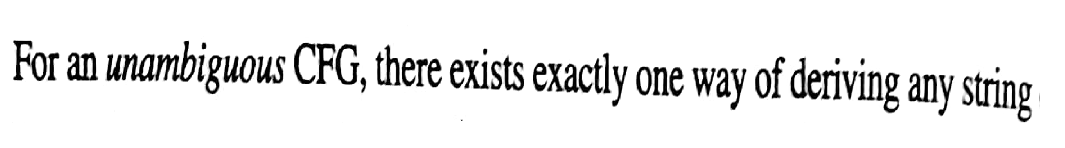 For an unambiguous CFG, there exists exactly one way of deriving any string